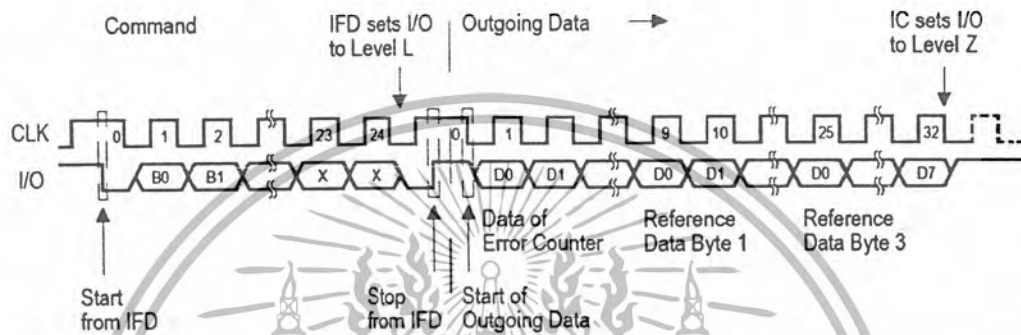 Command
IFD sets I/O
to Level L
Outgoing Data
IC sets I/O
to Level Z
CLK 0 1 2 23 24 0 1 9 10 25 32
I/O B0 B1 X X D0 D1 D0 D1 D0 D7
Data of
Error Counter
Reference
Data Byte 1
Reference
Data Byte 3
Start
from IFD
Stop
from IFD
Start of
Outgoing Data